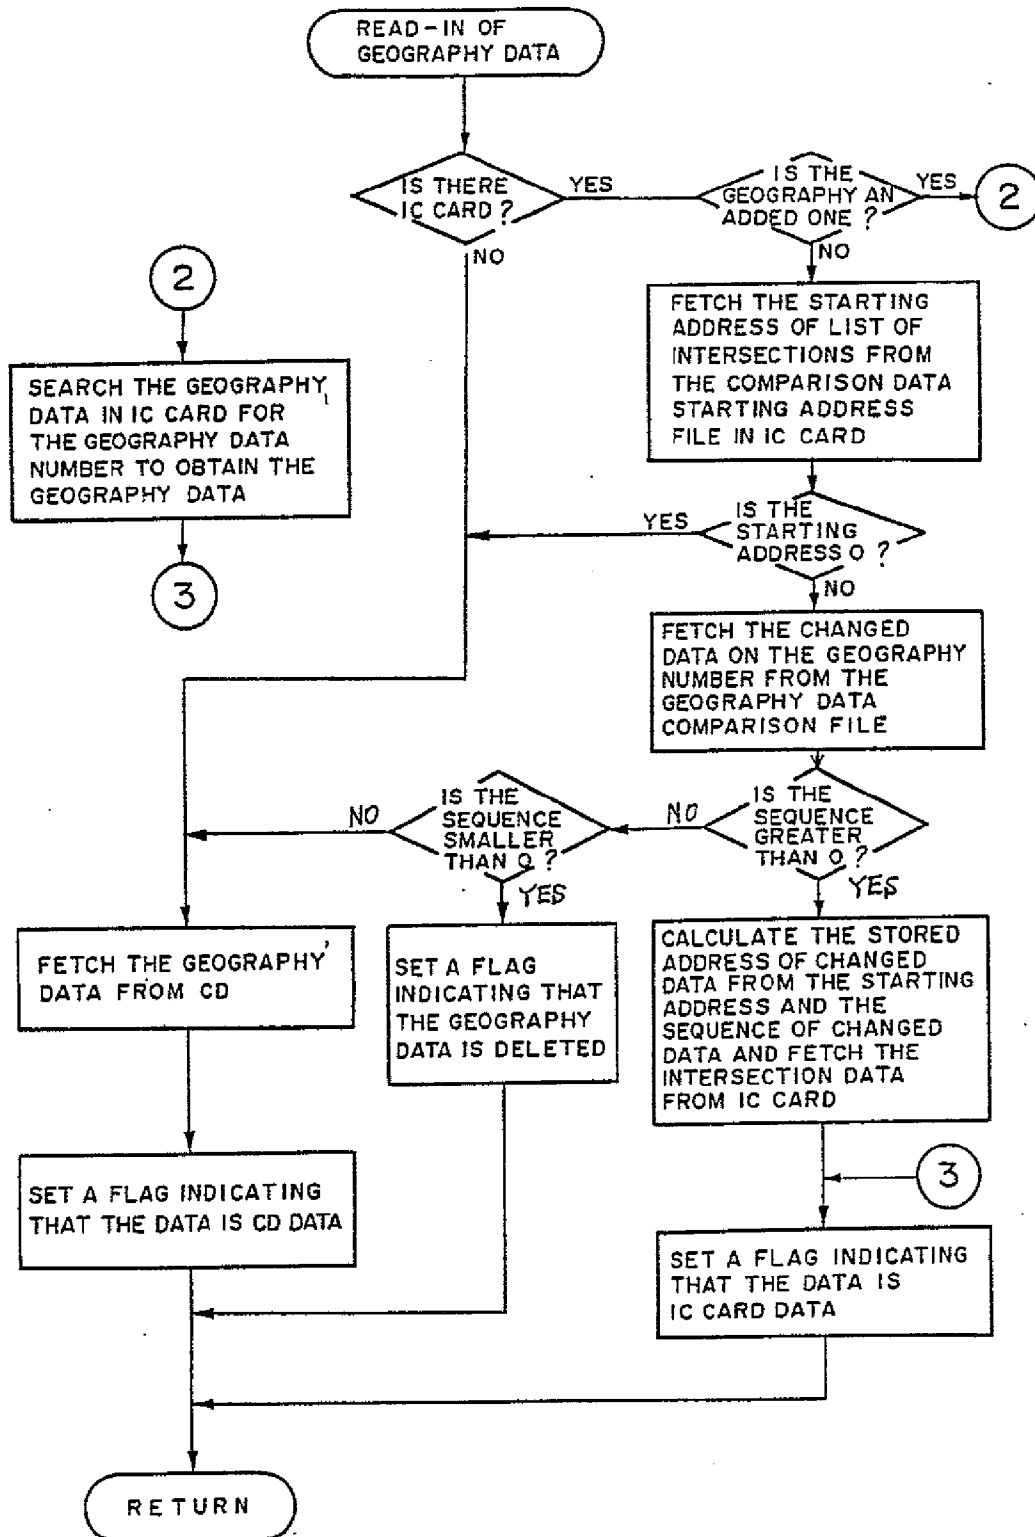 READ-IN OF
GEOGRAPHY DATA
IS THERE
IC CARD?
YES
NO
IS THE
GEOGRAPHY AN
ADDED ONE?
YES
2
NO
FETCH THE STARTING
ADDRESS OF LIST OF
INTERSECTIONS FROM
THE COMPARISON DATA
STARTING ADDRESS
FILE IN IC CARD
2
SEARCH THE GEOGRAPHY
DATA IN IC CARD FOR
THE GEOGRAPHY DATA
NUMBER TO OBTAIN THE
GEOGRAPHY DATA
3
IS THE
STARTING
ADDRESS 0?
YES
NO
FETCH THE CHANGED
DATA ON THE GEOGRAPHY
NUMBER FROM THE
GEOGRAPHY DATA
COMPARISON FILE
IS THE
SEQUENCE
GREATER
THAN 0?
NO
YES
IS THE
SEQUENCE
SMALLER
THAN 0?
NO
YES
FETCH THE GEOGRAPHY
DATA FROM CD
SET A FLAG
INDICATING THAT
THE GEOGRAPHY
DATA IS DELETED
CALCULATE THE STORED
ADDRESS OF CHANGED
DATA FROM THE STARTING
ADDRESS AND THE
SEQUENCE OF CHANGED
DATA AND FETCH THE
INTERSECTION DATA
FROM IC CARD
3
SET A FLAG INDICATING
THAT THE DATA IS CD DATA
SET A FLAG INDICATING
THAT THE DATA IS
IC CARD DATA
RETURN